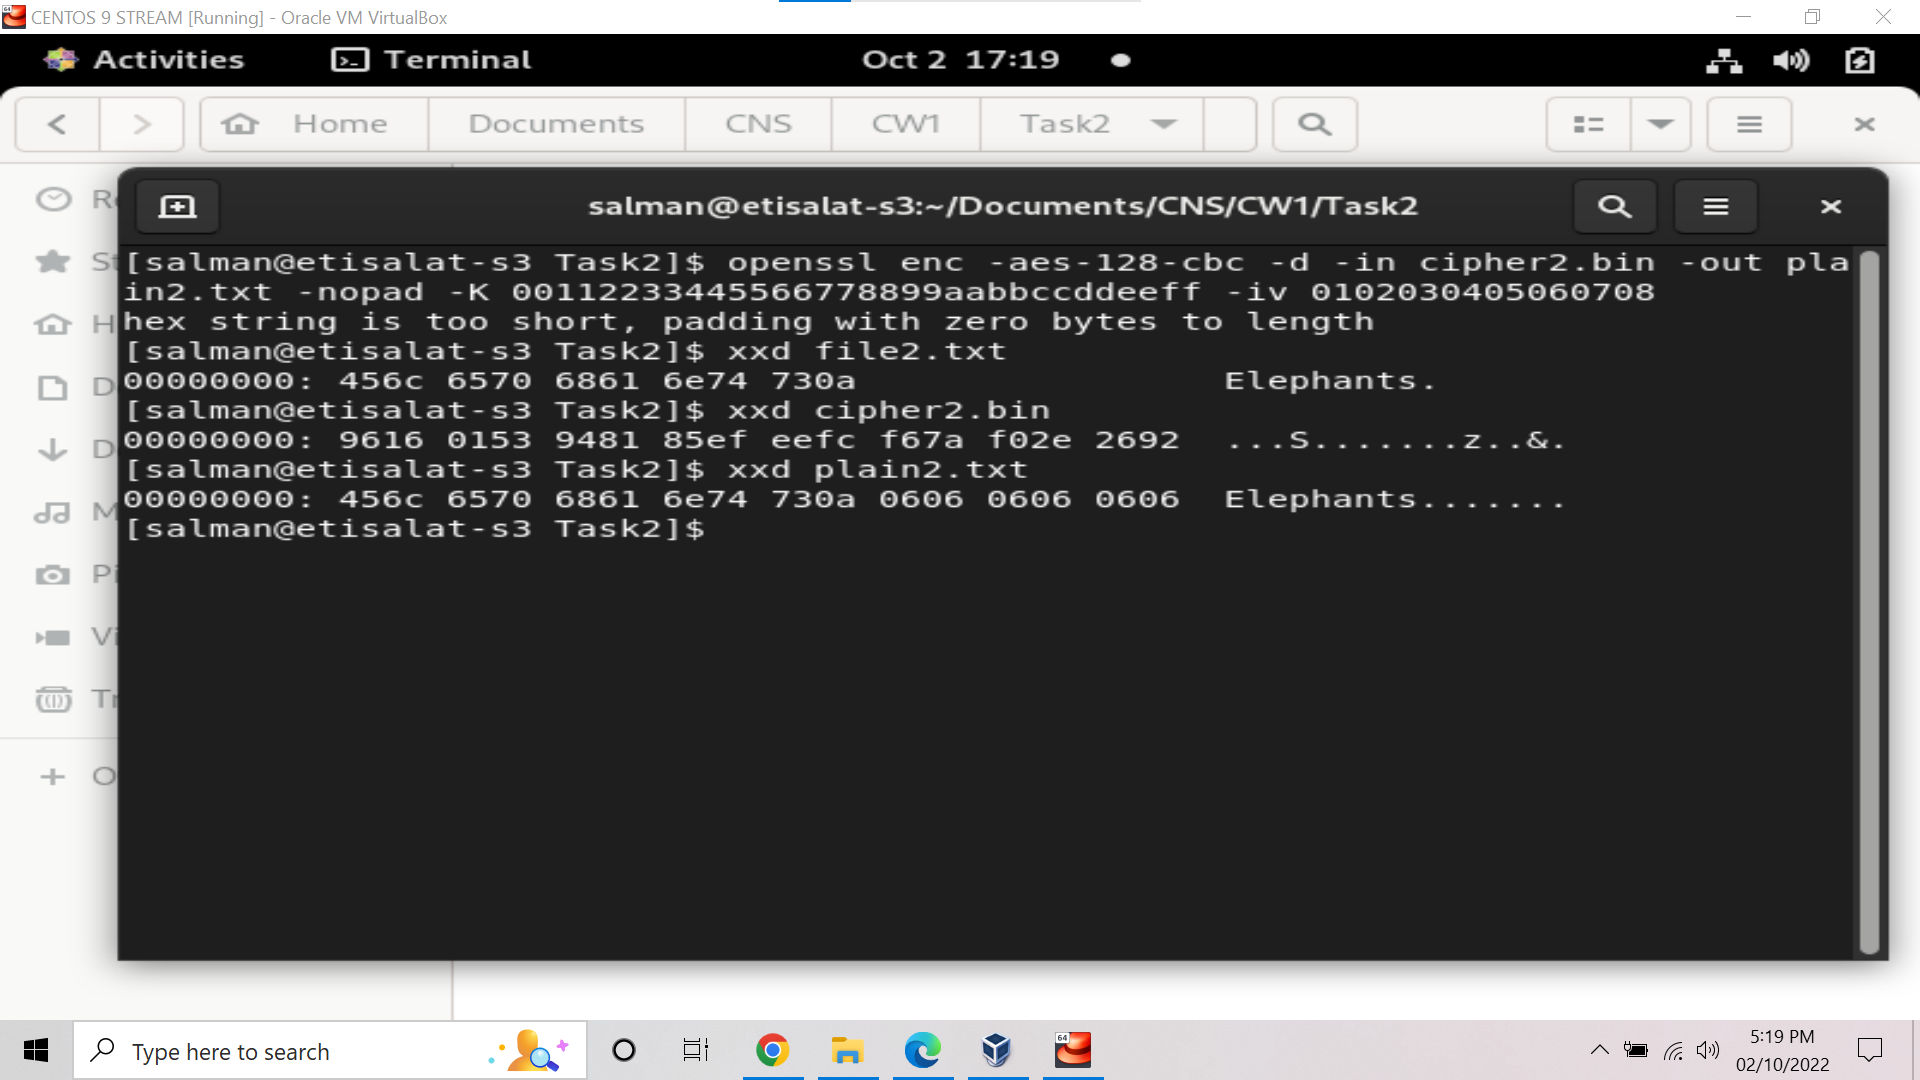 CENTOS 9 STREAM [Running] - Oracle VM VirtualBox
Activities Terminal Oct 2 17:19
Home Documents CNS CW1 Task2
salman@etisalat-s3:~/Documents/CNS/CW1/Task2
[salman@etisalat-s3 Task2]$ openssl enc -aes-128-cbc -d -in cipher2.bin -out pla
in2.txt -nopad -K 00112233445566778899aabbccddeeff -iv 0102030405060708
hex string is too short, padding with zero bytes to length
[salman@etisalat-s3 Task2]$ xxd file2.txt
00000000: 456c 6570 6861 6e74 730a Elephants.
[salman@etisalat-s3 Task2]$ xxd cipher2.bin
00000000: 9616 0153 9481 85ef eefc f67a f02e 2692 ...S.......z..&.
[salman@etisalat-s3 Task2]$ xxd plain2.txt
00000000: 456c 6570 6861 6e74 730a 0606 0606 0606 Elephants.......
[salman@etisalat-s3 Task2]$
Type here to search
64
5:19 PM
02/10/2022